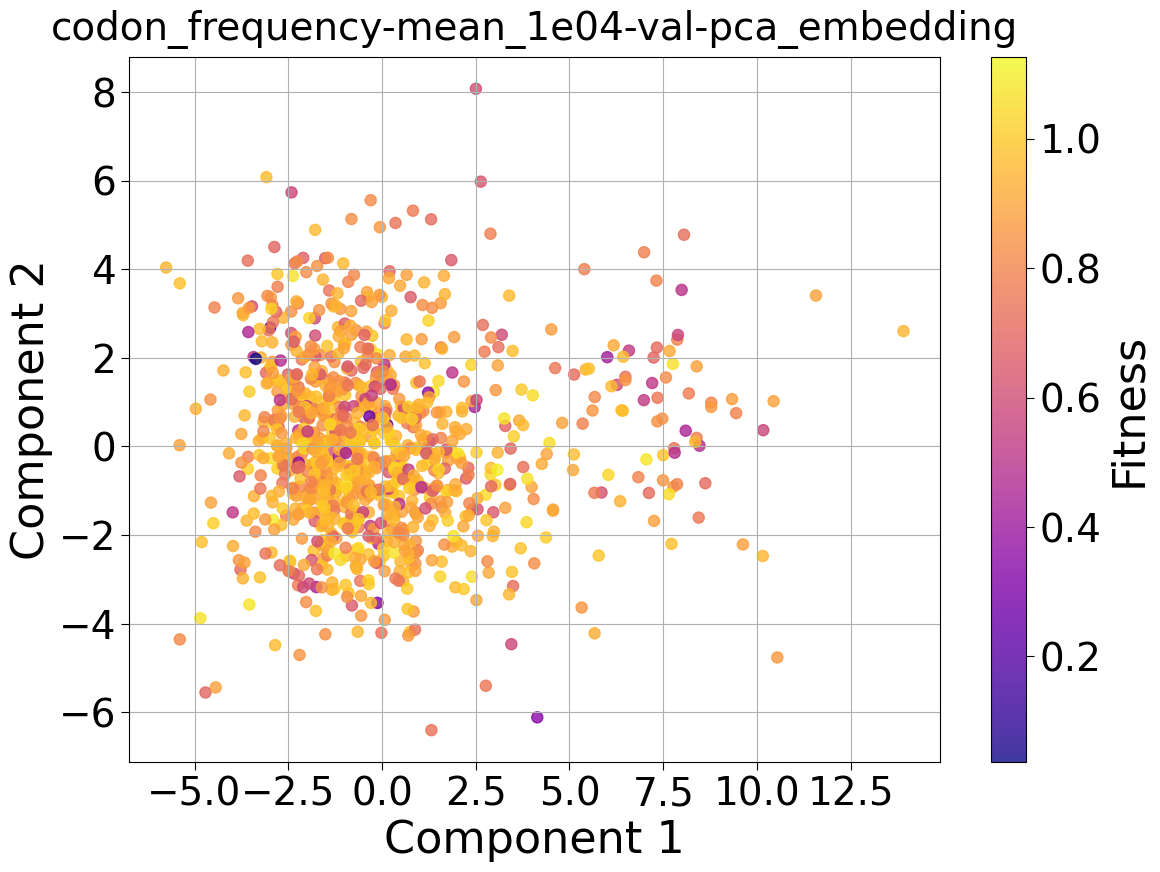 codon_frequency-mean_1e04-val-pca_embedding
8
6
4
2
0
−2
−4
−6
Component 2
−5.0 −2.5 0.0 2.5 5.0 7.5 10.0 12.5
Component 1
1.0
0.8
0.6
0.4
0.2
Fitness